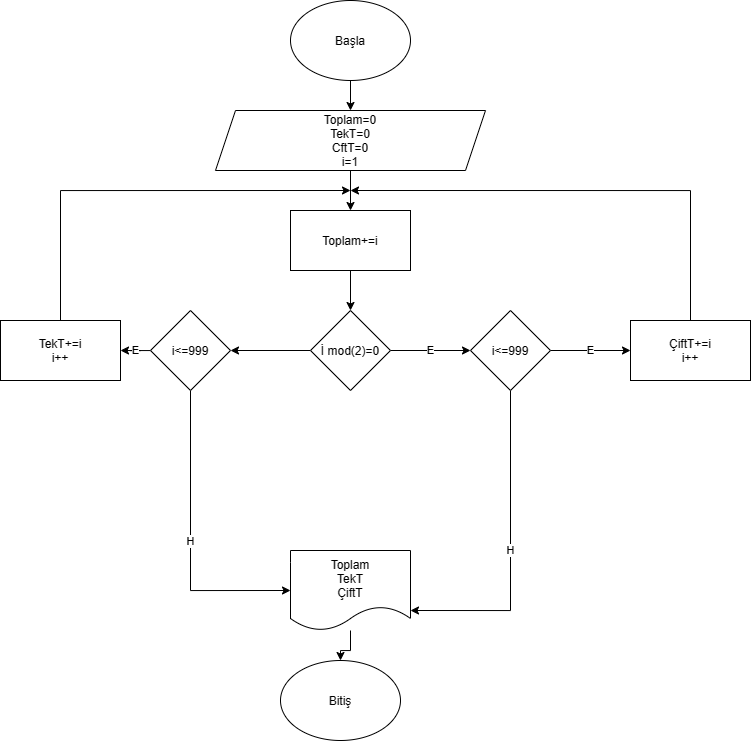 Başla
Toplam=0
TekT=0
CftT=0
i=1
Toplam+=i
TekT+=i
i++
E
i<=999
İ mod(2)=0
E
i<=999
E
ÇiftT+=i
i++
H
H
Toplam
TekT
ÇiftT
Bitiş